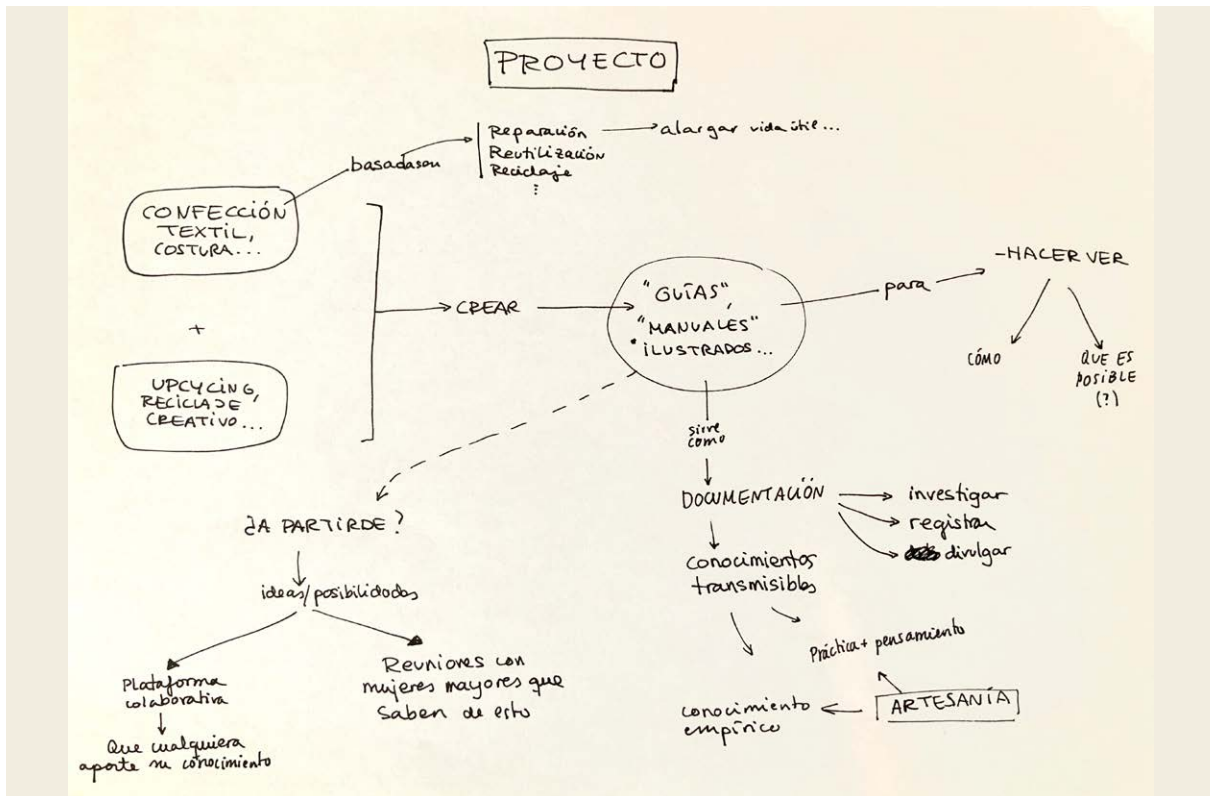 PROYECTO
Reparación
alargar vida útil...
Reutilización
Reciclaje
...
basadas en
CONFECCIÓN
TEXTIL,
COSTURA...
+
UPCYCING,
RECICLAJE
CREATIVO...
CREAR
"GUÍAS",
"MANUALES"
ILUSTRADOS...
para
-HACER VER
CÓMO
QUE ES
POSIBLE
(?)
sirve
como
DOCUMENTACIÓN
investigar
registrar
divulgar
conocimientos
transmisibles
Práctica + pensamiento
ARTESANÍA
conocimiento
empírico
¿A PARTIR DE?
ideas/posibilidades
Plataforma
colaborativa
Que cualquiera
aporte su conocimiento
Reuniones con
mujeres mayores que
saben de esto